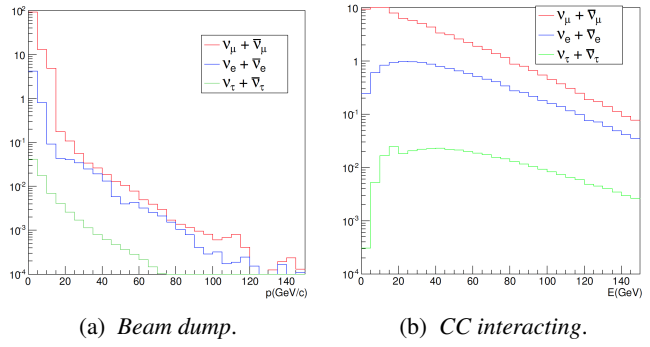 10²
10
1
10⁻¹
10⁻²
10⁻³
10⁻⁴
0 20 40 60 80 100 120 140
p(GeV/c)
ν_μ + ν̄_μ
ν_e + ν̄_e
ν_τ + ν̄_τ
(a) Beam dump.
10
1
10⁻¹
10⁻²
10⁻³
10⁻⁴
0 20 40 60 80 100 120 140
E(GeV)
ν_μ + ν̄_μ
ν_e + ν̄_e
ν_τ + ν̄_τ
(b) CC interacting.